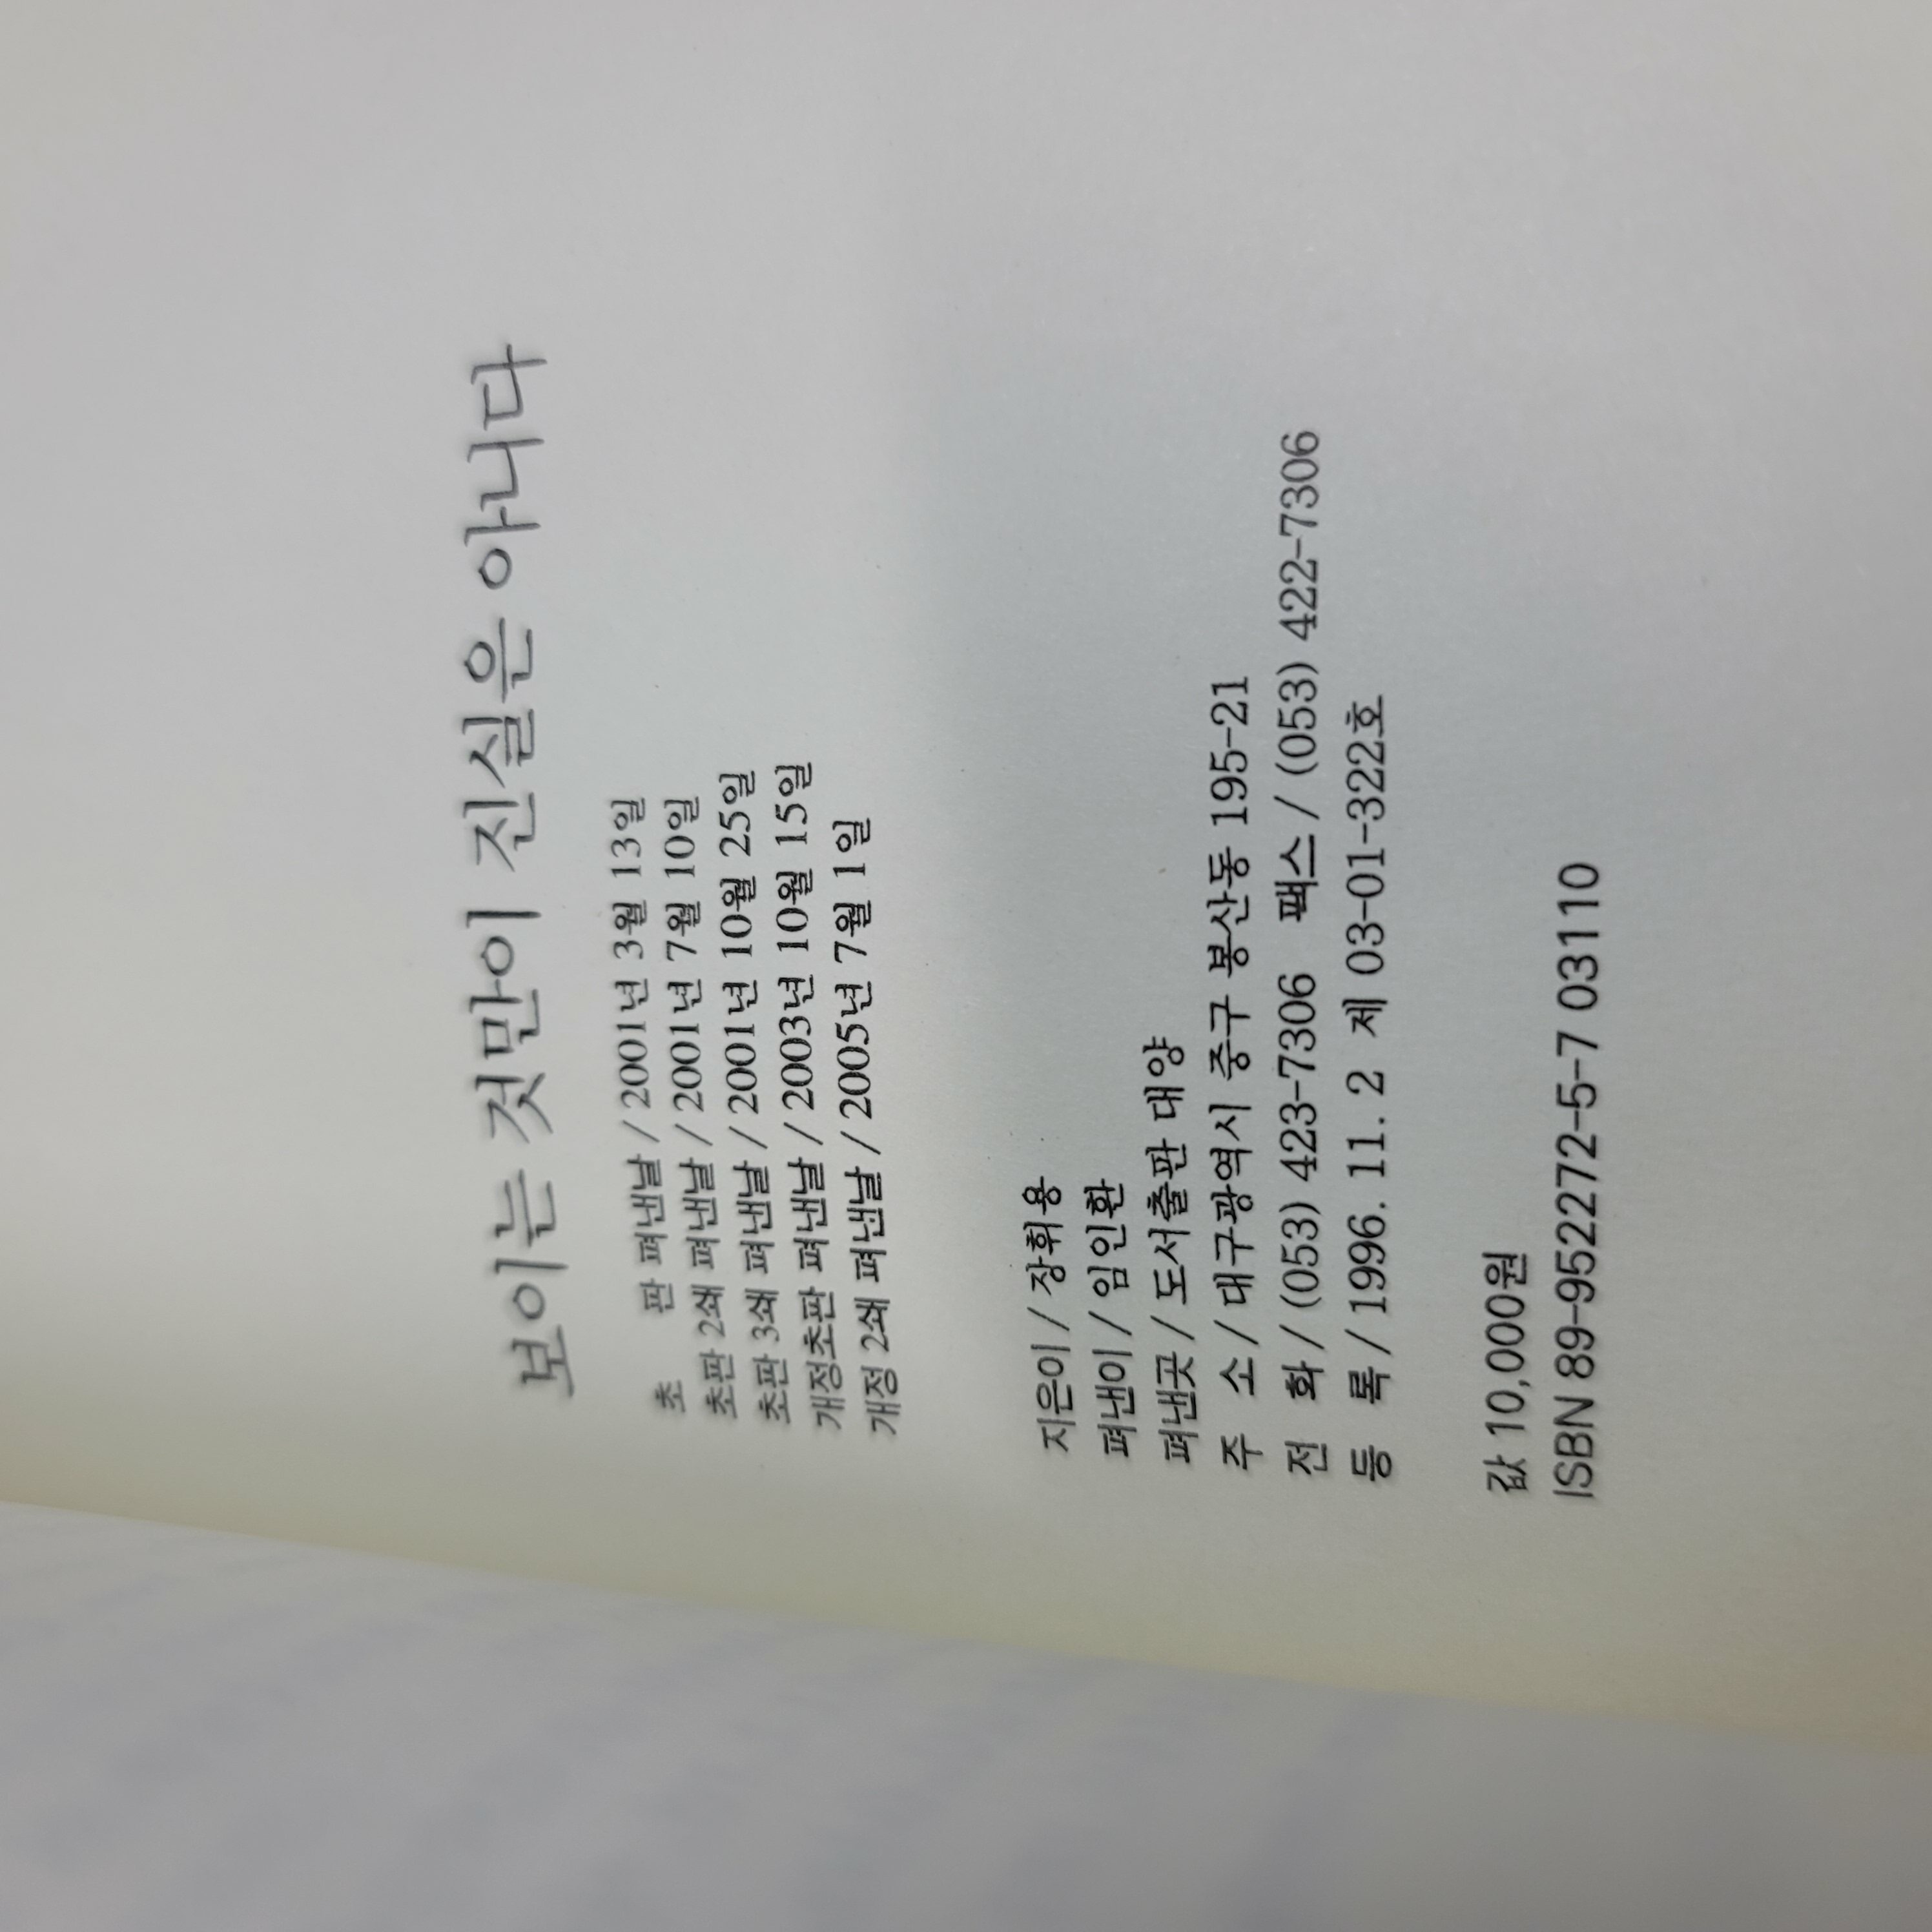 보이는 것만이 진실은 아니다
초 판 펴낸날 / 2001년 3월 13일
초판 2쇄 펴낸날 / 2001년 7월 10일
초판 3쇄 펴낸날 / 2001년 10월 25일
개정초판 펴낸날 / 2003년 10월 15일
개정 2쇄 펴낸날 / 2005년 7월 1일
지은이 / 장휘용
펴낸이 / 임인환
펴낸곳 / 도서출판 대양
주 소 / 대구광역시 중구 봉산동 195-21
전 화 / (053) 423-7306 팩스 / (053) 422-7306
등 록 / 1996. 11. 2 제 03-01-322호
값 10,000원
ISBN 89-952272-5-7 03110